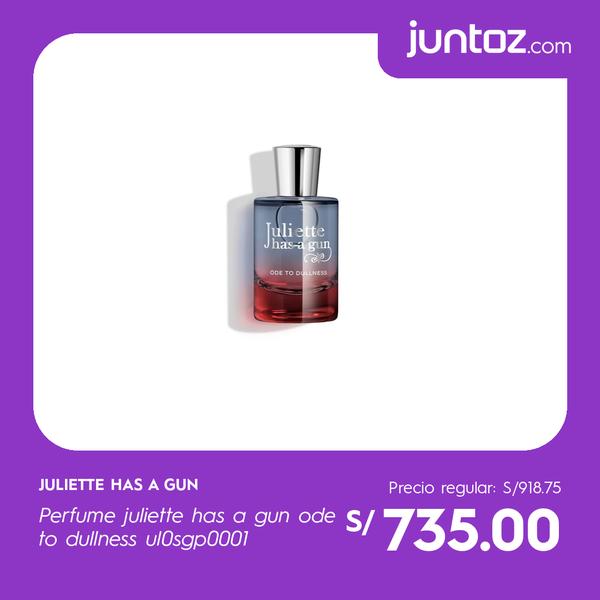 juntoz.com
Juliette
has a gun
ODE TO DULLNESS
JULIETTE HAS A GUN
Perfume juliette has a gun ode
to dullness ul0sgp0001
Precio regular: S/918.75
S/ 735.00